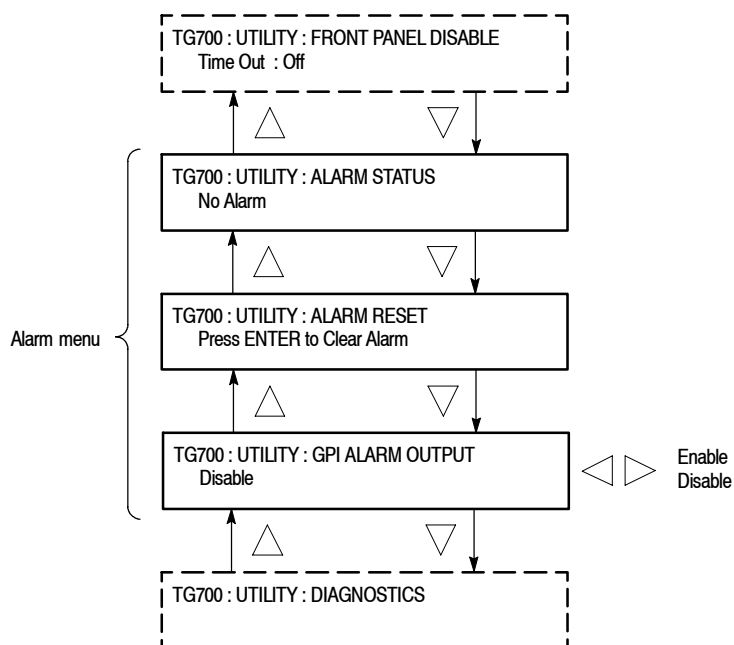 TG700 : UTILITY : FRONT PANEL DISABLE
Time Out : Off
TG700 : UTILITY : ALARM STATUS
No Alarm
TG700 : UTILITY : ALARM RESET
Press ENTER to Clear Alarm
Alarm menu
TG700 : UTILITY : GPI ALARM OUTPUT
Disable
Enable
Disable
TG700 : UTILITY : DIAGNOSTICS